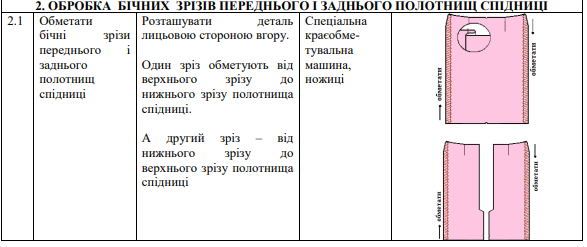 2. ОБРОБКА БІЧНИХ ЗРІЗІВ ПЕРЕДНЬОГО І ЗАДНЬОГО ПОЛОТНИЩ СПІДНИЦІ
2.1
Обметати
бічні зрізи
переднього і
заднього
полотнищ
спідниці
Розташувати деталь
лицьовою стороною вгору.
Один зріз обметують від
верхнього зрізу до
нижнього зрізу полотнища
спідниці.
А другий зріз – від
нижнього зрізу до
верхнього зрізу полотнища
спідниці
Спеціальна
краєобме-
тувальна
машина,
ножиці
обметати
обметати
обметати
обметати